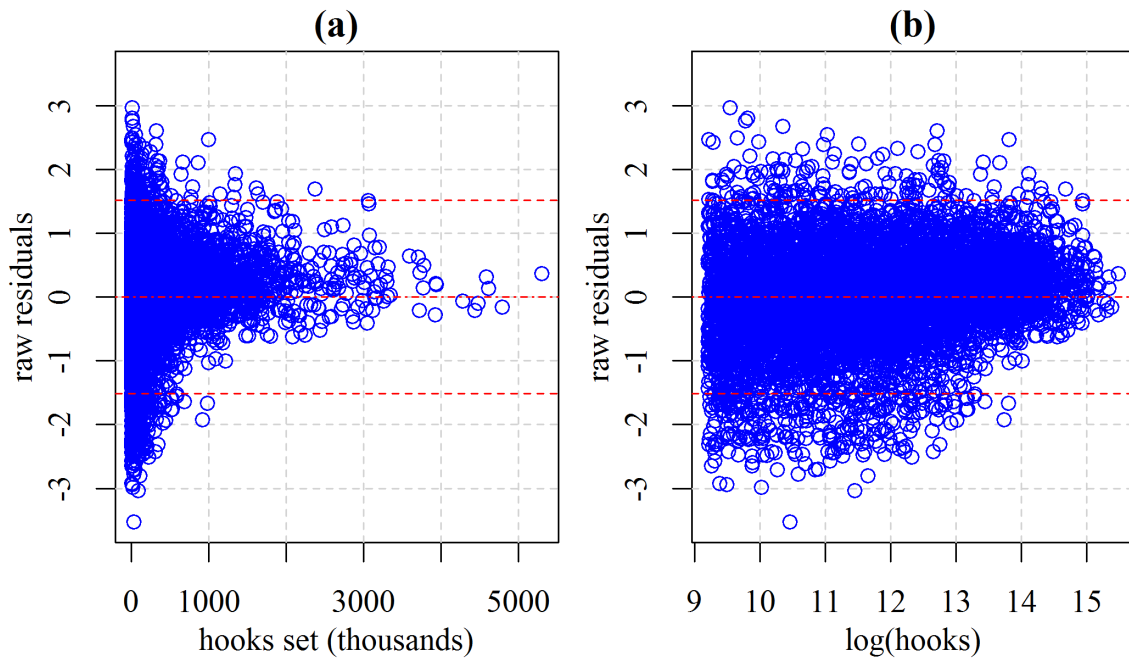 (a)
raw residuals
3
2
1
0
-1
-2
-3
0 1000 3000 5000
hooks set (thousands)
(b)
raw residuals
3
2
1
0
-1
-2
-3
9 10 11 12 13 14 15
log(hooks)